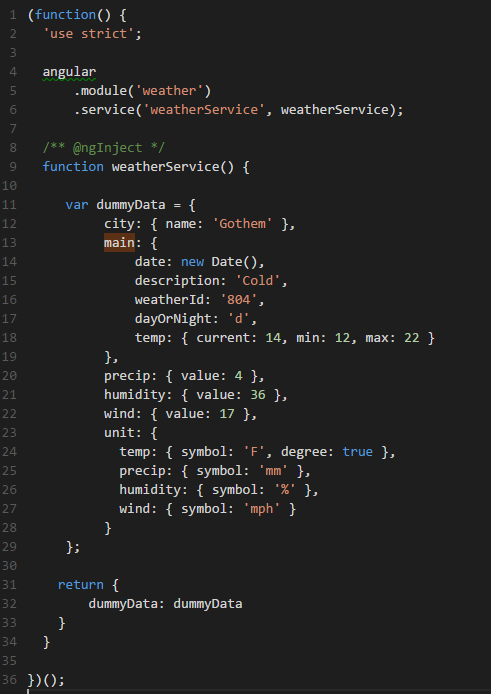 1 (function() {
2   'use strict';
3
4   angular
5       .module('weather')
6       .service('weatherService', weatherService);
7
8   /** @ngInject */
9   function weatherService() {
10
11      var dummyData = {
12           city: { name: 'Gothem' },
13           main: {
14               date: new Date(),
15               description: 'Cold',
16               weatherId: '804',
17               dayOrNight: 'd',
18               temp: { current: 14, min: 12, max: 22 }
19           },
20           precip: { value: 4 },
21           humidity: { value: 36 },
22           wind: { value: 17 },
23           unit: {
24             temp: { symbol: 'F', degree: true },
25             precip: { symbol: 'mm' },
26             humidity: { symbol: '%' },
27             wind: { symbol: 'mph' }
28           }
29      };
30
31     return {
32         dummyData: dummyData
33     }
34   }
35
36 })();